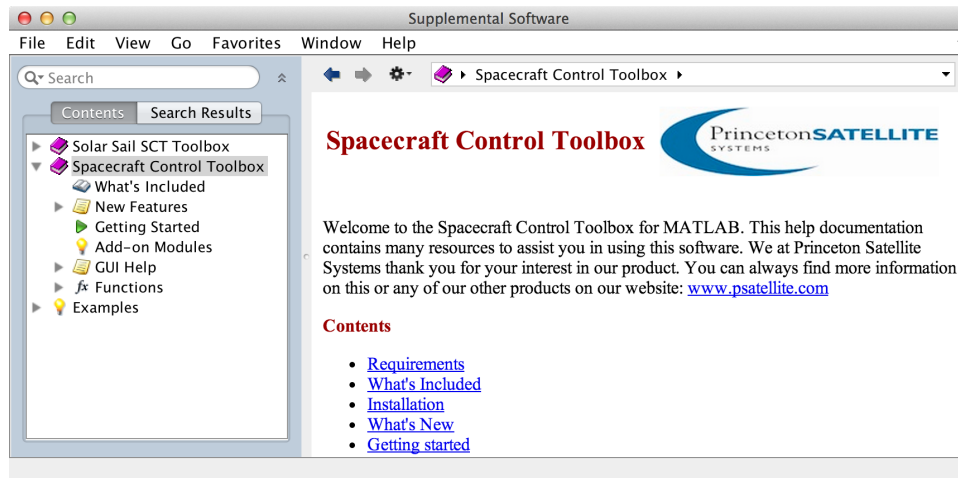 Supplemental Software
File Edit View Go Favorites Window Help
Search
Spacecraft Control Toolbox
Contents Search Results
Solar Sail SCT Toolbox
Spacecraft Control Toolbox
What's Included
New Features
Getting Started
Add-on Modules
GUI Help
fx Functions
Examples
Spacecraft Control Toolbox
PrincetonSATELLITE
SYSTEMS
Welcome to the Spacecraft Control Toolbox for MATLAB. This help documentation
contains many resources to assist you in using this software. We at Princeton Satellite
Systems thank you for your interest in our product. You can always find more information
on this or any of our other products on our website: www.psatellite.com
Contents
• Requirements
• What's Included
• Installation
• What's New
• Getting started